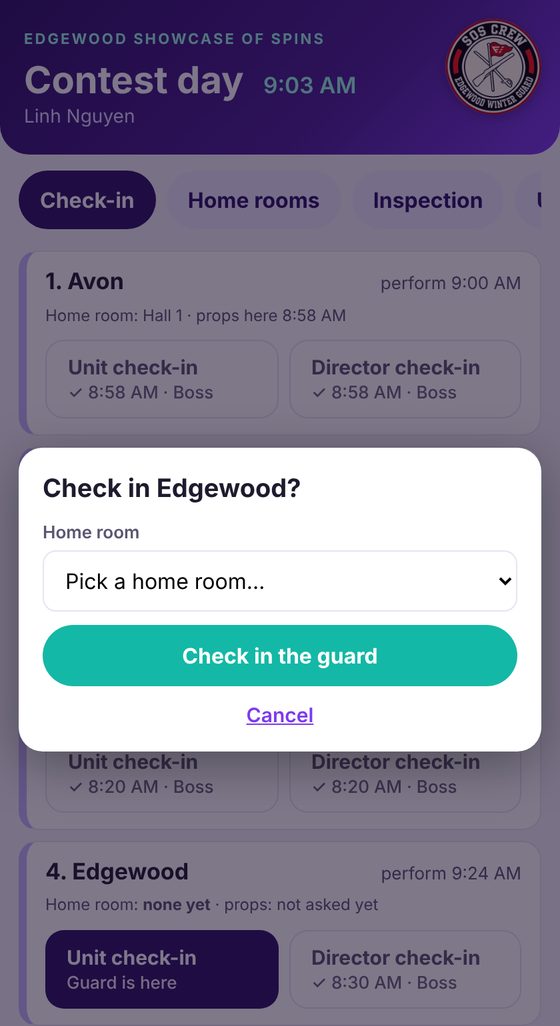 EDGEWOOD SHOWCASE OF SPINS
Contest day 9:03 AM
Linh Nguyen
SOS CREW
EDGEWOOD WINTER GUARD
Check-in
Home rooms
Inspection
1. Avon
perform 9:00 AM
Home room: Hall 1 · props here 8:58 AM
Unit check-in
✓ 8:58 AM · Boss
Director check-in
✓ 8:58 AM · Boss
Check in Edgewood?
Home room
Pick a home room...
Check in the guard
Cancel
Unit check-in
✓ 8:20 AM · Boss
Director check-in
✓ 8:20 AM · Boss
4. Edgewood
perform 9:24 AM
Home room: none yet · props: not asked yet
Unit check-in
Guard is here
Director check-in
✓ 8:30 AM · Boss